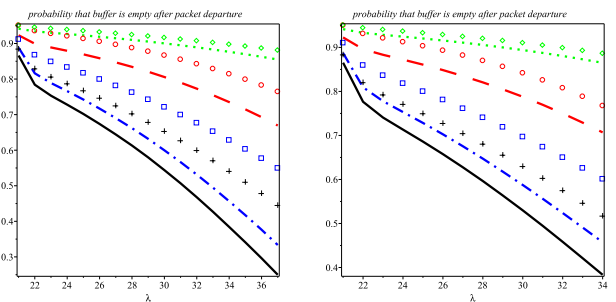 probability that buffer is empty after packet departure
0.9
0.8
0.7
0.6
0.5
0.4
0.3
22 24 26 28 30 32 34 36
λ
probability that buffer is empty after packet departure
0.9
0.8
0.7
0.6
0.5
0.4
22 24 26 28 30 32 34
λ